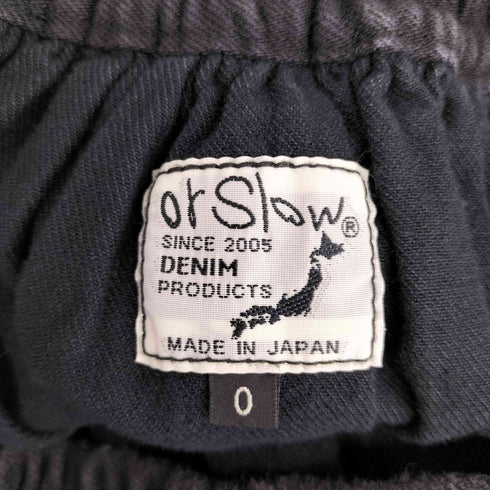 orSlow®
SINCE 2005
DENIM
PRODUCTS
MADE IN JAPAN
0